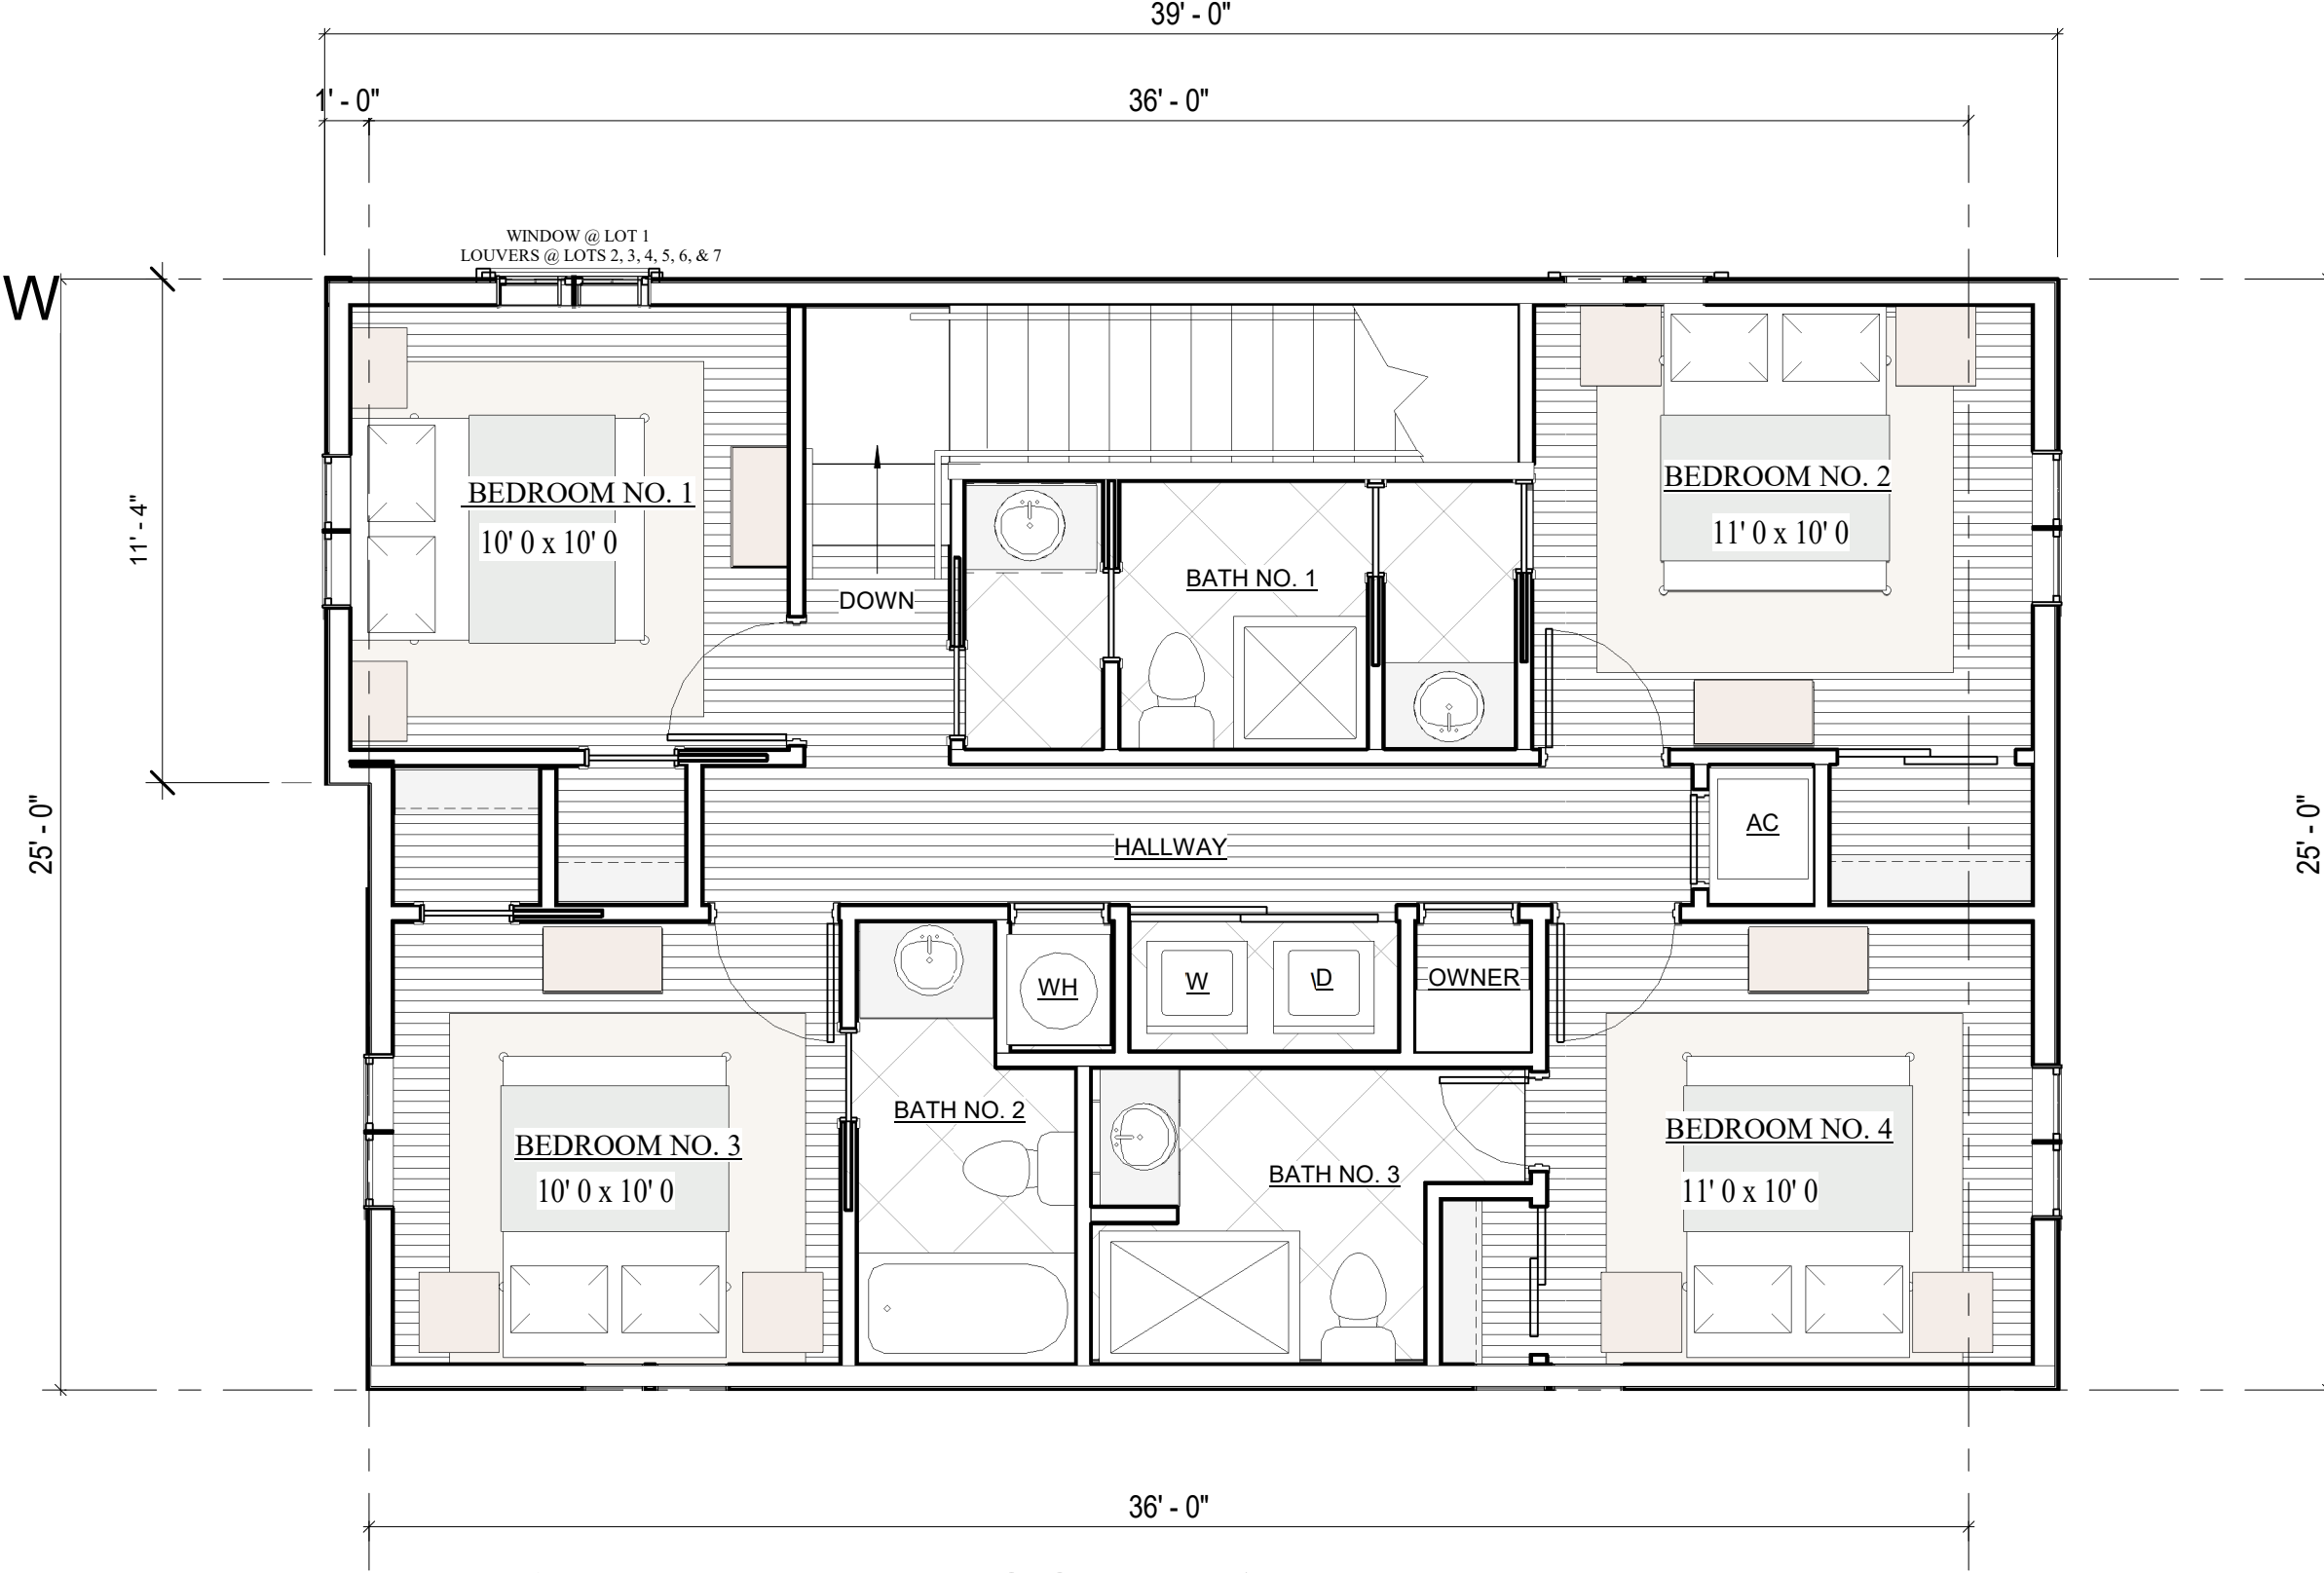 39' - 0"
1' - 0"
36' - 0"
WINDOW @ LOT 1
LOUVERS @ LOTS 2, 3, 4, 5, 6, & 7
W
11' - 4"
25' - 0"
BEDROOM NO. 1
10' 0 x 10' 0
DOWN
BATH NO. 1
BEDROOM NO. 2
11' 0 x 10' 0
HALLWAY
AC
25' - 0"
WH
W
D
OWNER
BATH NO. 2
BEDROOM NO. 3
10' 0 x 10' 0
BATH NO. 3
BEDROOM NO. 4
11' 0 x 10' 0
36' - 0"